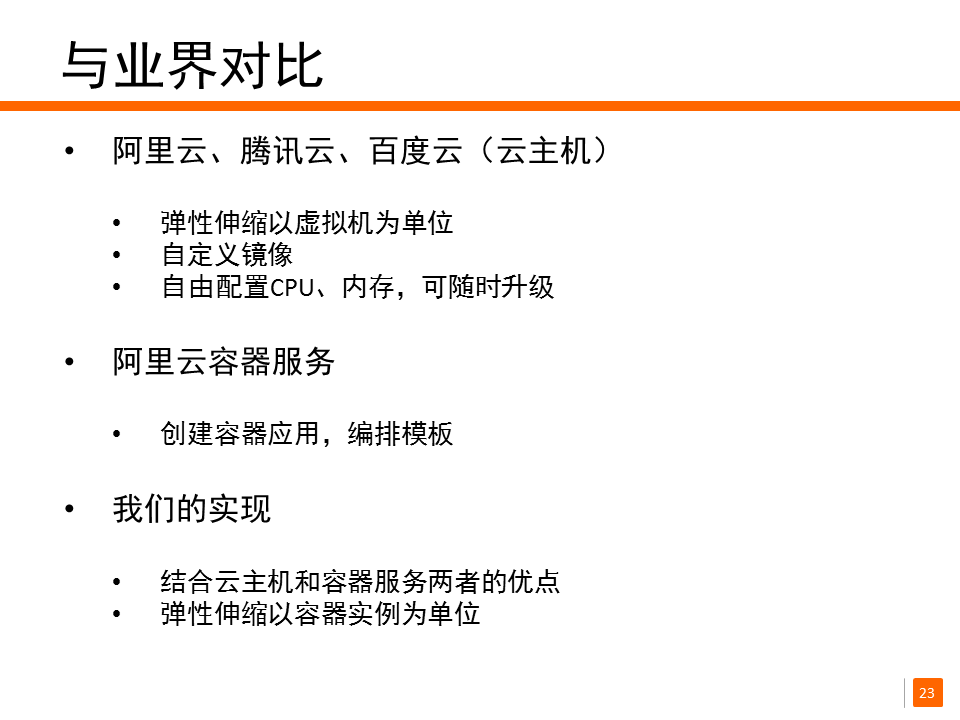 与业界对比
• 阿里云、腾讯云、百度云（云主机）
• 弹性伸缩以虚拟机为单位
• 自定义镜像
• 自由配置CPU、内存，可随时升级
• 阿里云容器服务
• 创建容器应用，编排模板
• 我们的实现
• 结合云主机和容器服务两者的优点
• 弹性伸缩以容器实例为单位
23